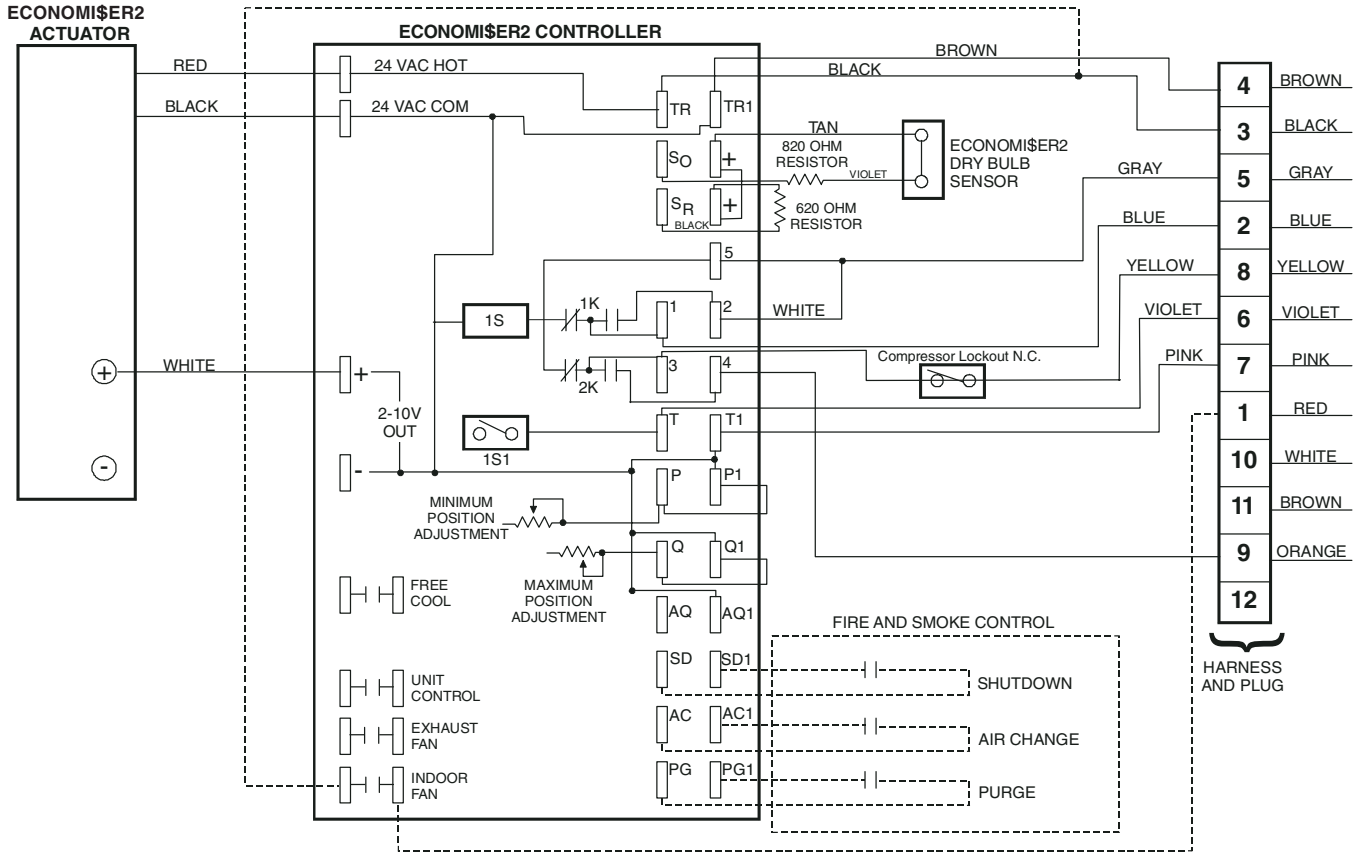 ECONOMI$ER2
ACTUATOR
ECONOMI$ER2 CONTROLLER
RED
24 VAC HOT
BLACK
24 VAC COM
BROWN
BLACK
TR
TR1
TAN
SO
+
820 OHM
RESISTOR
VIOLET
ECONOMI$ER2
DRY BULB
SENSOR
SR
+
BLACK
620 OHM
RESISTOR
GRAY
BLUE
YELLOW
VIOLET
PINK
5
1S
1K
1
2
WHITE
2K
3
4
Compressor Lockout N.C.
WHITE
+
+
2-10V
OUT
-
-
1S1
T
T1
P
P1
MINIMUM
POSITION
ADJUSTMENT
Q
Q1
MAXIMUM
POSITION
ADJUSTMENT
FREE
COOL
AQ
AQ1
FIRE AND SMOKE CONTROL
SD
SD1
SHUTDOWN
UNIT
CONTROL
AC
AC1
AIR CHANGE
EXHAUST
FAN
PG
PG1
PURGE
INDOOR
FAN
4 BROWN
3 BLACK
5 GRAY
2 BLUE
8 YELLOW
6 VIOLET
7 PINK
1 RED
10 WHITE
11 BROWN
9 ORANGE
12
HARNESS
AND PLUG